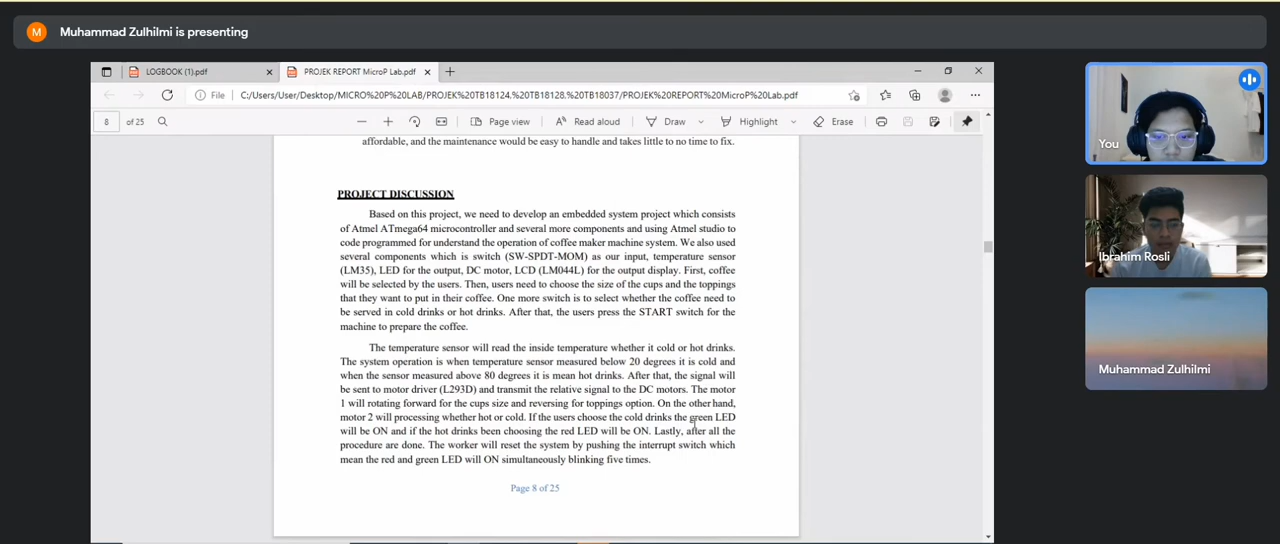 M Muhammad Zulhilmi is presenting
LOGBOOK (1).pdf
PROJEK REPORT MicroP Lab.pdf
File C:/Users/User/Desktop/MICRO%20P%20LAB/PROJEK%20TB18124.%20TB18128.%20TB18037/PROJEK%20REPORT%20MicroP%20Lab.pdf
8 of 25 Page view Read aloud Draw Highlight Erase
affordable, and the maintenance would be easy to handle and takes little to no time to fix.
PROJECT DISCUSSION
Based on this project, we need to develop an embedded system project which consists
of Atmel ATmega64 microcontroller and several more components and using Atmel studio to
code programmed for understand the operation of coffee maker machine system. We also used
several components which is switch (SW-SPDT-MOM) as our input, temperature sensor
(LM35), LED for the output, DC motor, LCD (LM044L) for the output display. First, coffee
will be selected by the users. Then, users need to choose the size of the cups and the toppings
that they want to put in their coffee. One more switch is to select whether the coffee need to
be served in cold drinks or hot drinks. After that, the users press the START switch for the
machine to prepare the coffee.
The temperature sensor will read the inside temperature whether it cold or hot drinks.
The system operation is when temperature sensor measured below 20 degrees it is cold and
when the sensor measured above 80 degrees it is mean hot drinks. After that, the signal will
be sent to motor driver (L293D) and transmit the relative signal to the DC motors. The motor
1 will rotating forward for the cups size and reversing for toppings option. On the other hand,
motor 2 will processing whether hot or cold. If the users choose the cold drinks the green LED
will be ON and if the hot drinks been choosing the red LED will be ON. Lastly, after all the
procedure are done. The worker will reset the system by pushing the interrupt switch which
mean the red and green LED will ON simultaneously blinking five times.
Page 8 of 25
You
Ibrahim Rosli
Muhammad Zulhilmi